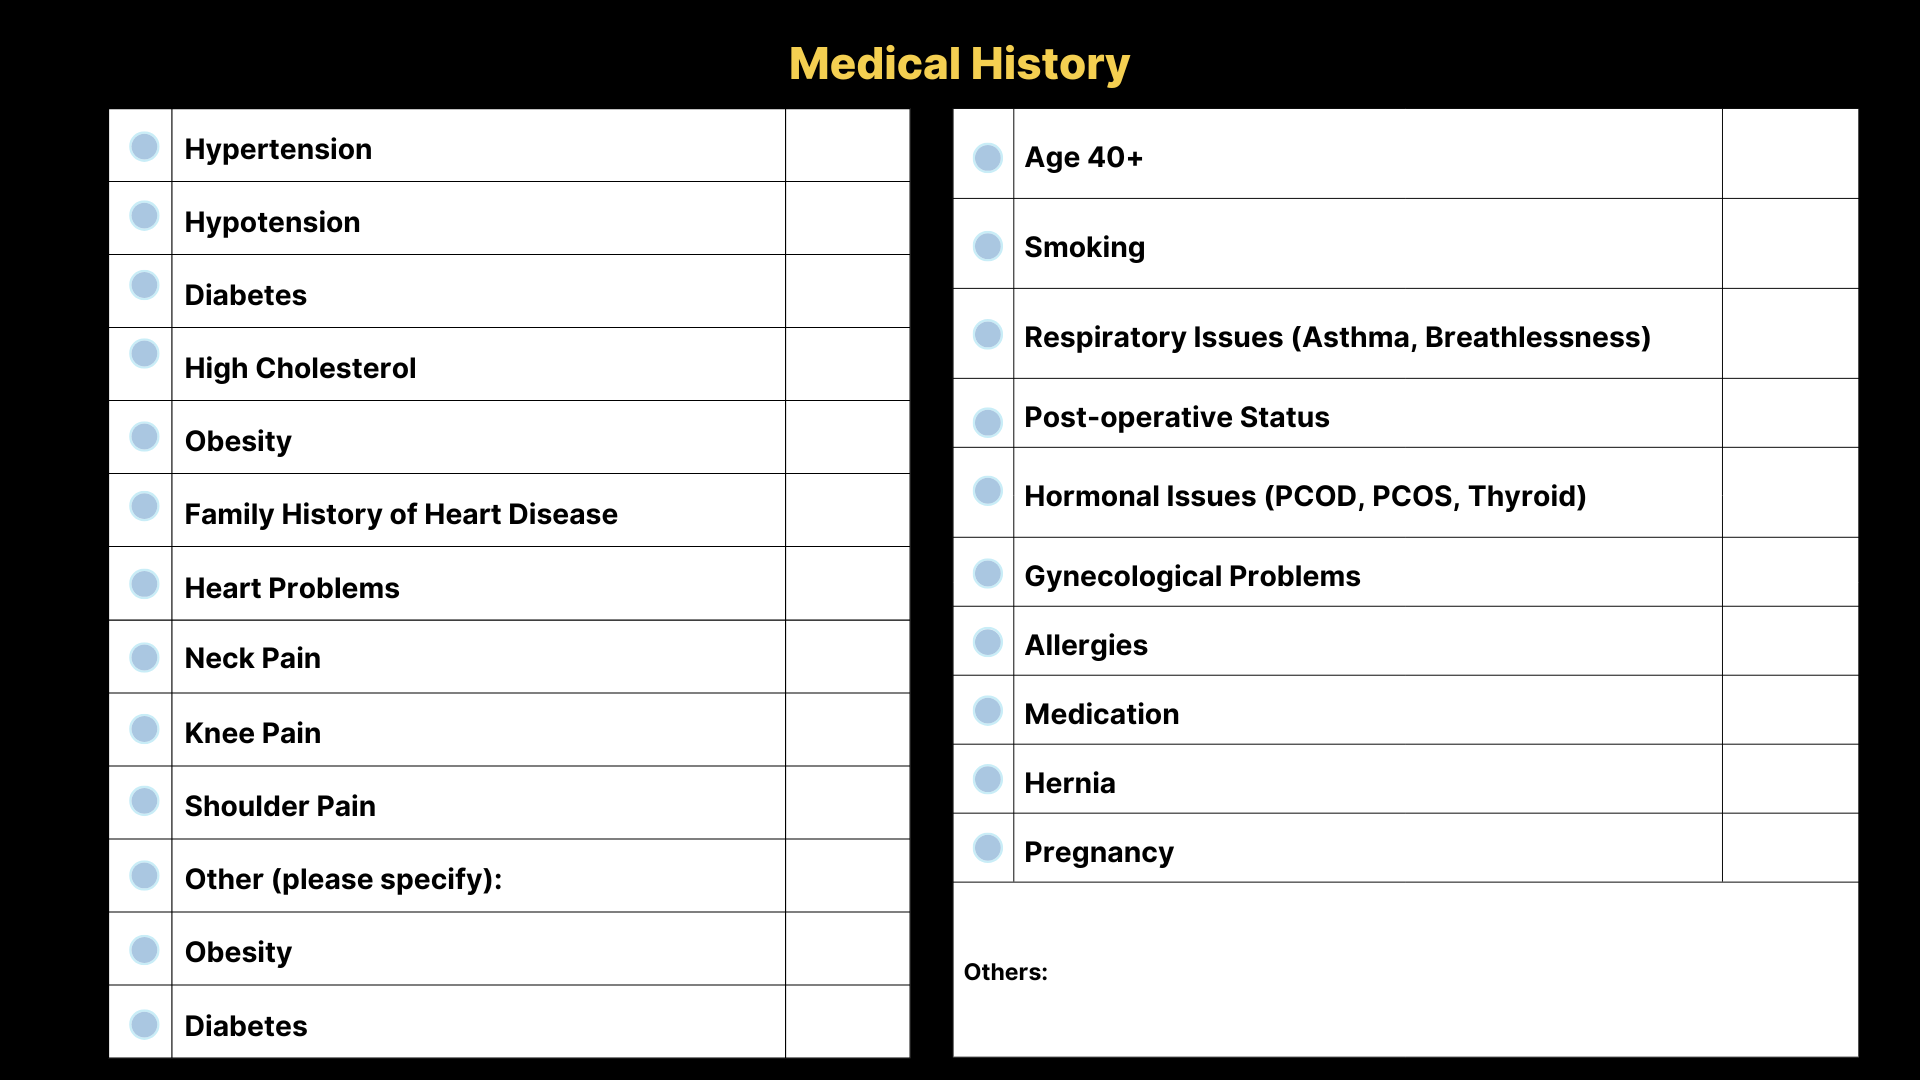 Medical History
Hypertension
Hypotension
Diabetes
High Cholesterol
Obesity
Family History of Heart Disease
Heart Problems
Neck Pain
Knee Pain
Shoulder Pain
Other (please specify):
Obesity
Diabetes
Age 40+
Smoking
Respiratory Issues (Asthma, Breathlessness)
Post-operative Status
Hormonal Issues (PCOD, PCOS, Thyroid)
Gynecological Problems
Allergies
Medication
Hernia
Pregnancy
Others: